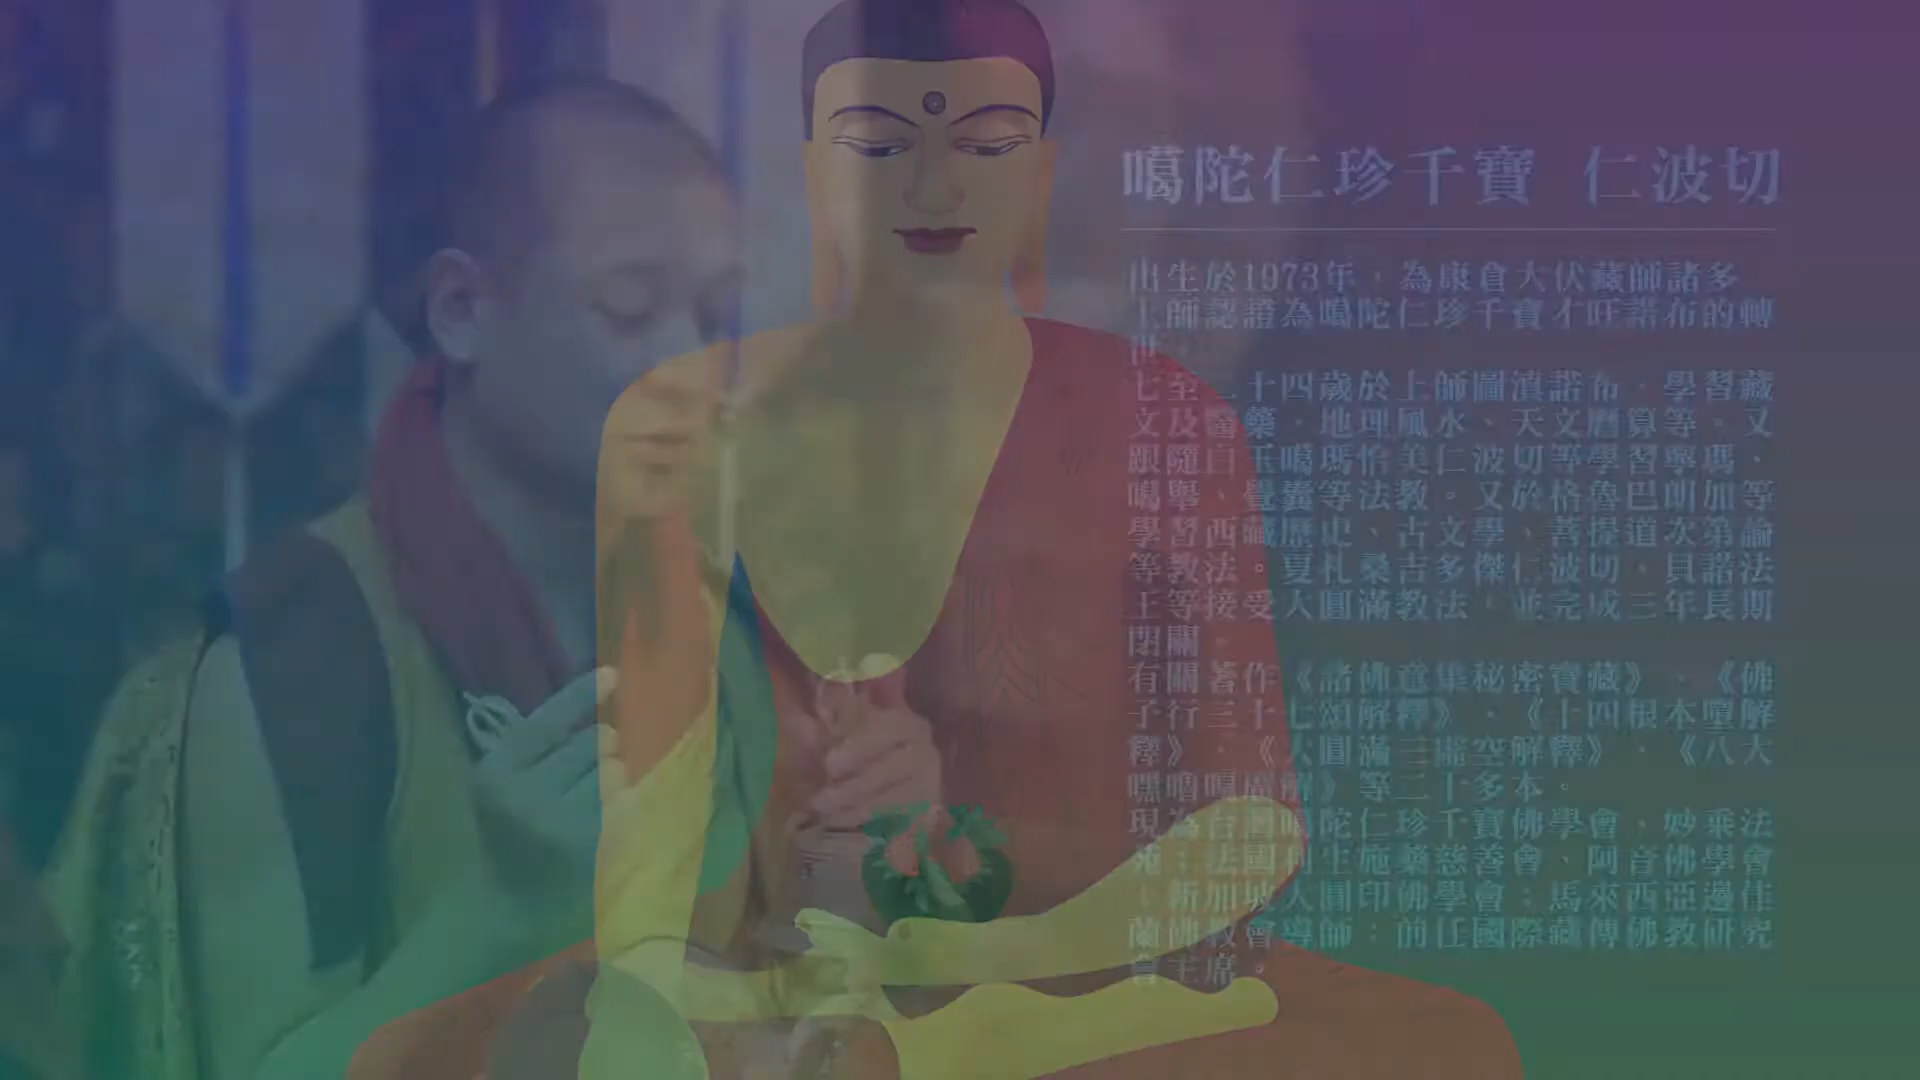 噶陀仁珍千寶 仁波切
出生於1973年，為康倉大伏藏師諸多
上師認證為噶陀仁珍千寶才旺諾布的轉
世。
七至二十四歲於上師圖滇諾布、學習藏
文及醫藥、地理風水、天文曆算等。又
跟隨白玉噶瑪恰美仁波切等學習寧瑪、
噶舉、覺囊等法教。又於格魯巴朗加等
學習西藏歷史、古文學、菩提道次第論
等教法。夏札桑吉多傑仁波切、貝諾法
王等接受大圓滿教法，並完成三年長期
閉關。
有關著作《諸佛意集秘密寶藏》、《佛
子行三十七頌解釋》、《十四根本墮解
釋》、《大圓滿三虛空解釋》、《八大
嘿嚕嘎廣解》等二十多本。
現為台灣噶陀仁珍千寶佛學會、妙乘法
苑；法國利生施藥慈善會、阿音佛學會
；新加坡大圓印佛學會；馬來西亞邊佳
蘭佛教會導師；前任國際藏傳佛教研究
會主席。